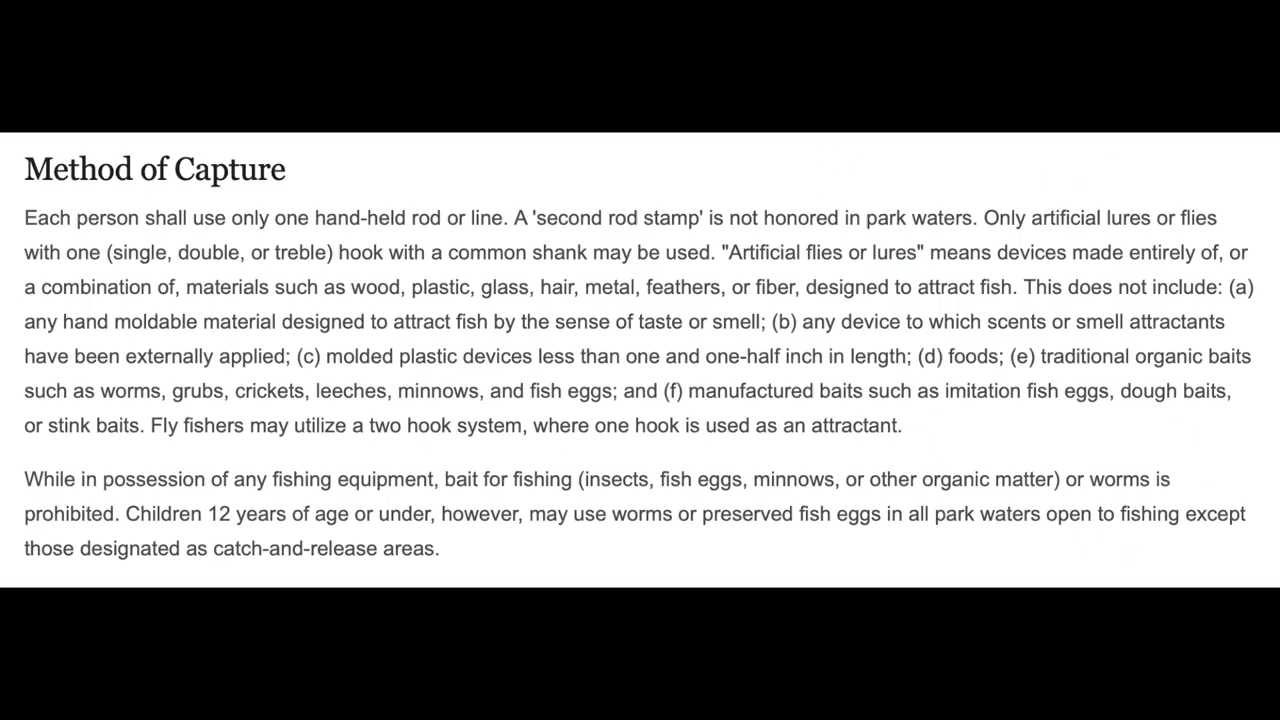 Method of Capture
Each person shall use only one hand-held rod or line. A 'second rod stamp' is not honored in park waters. Only artificial lures or flies
with one (single, double, or treble) hook with a common shank may be used. "Artificial flies or lures" means devices made entirely of, or
a combination of, materials such as wood, plastic, glass, hair, metal, feathers, or fiber, designed to attract fish. This does not include: (a)
any hand moldable material designed to attract fish by the sense of taste or smell; (b) any device to which scents or smell attractants
have been externally applied; (c) molded plastic devices less than one and one-half inch in length; (d) foods; (e) traditional organic baits
such as worms, grubs, crickets, leeches, minnows, and fish eggs; and (f) manufactured baits such as imitation fish eggs, dough baits,
or stink baits. Fly fishers may utilize a two hook system, where one hook is used as an attractant.
While in possession of any fishing equipment, bait for fishing (insects, fish eggs, minnows, or other organic matter) or worms is
prohibited. Children 12 years of age or under, however, may use worms or preserved fish eggs in all park waters open to fishing except
those designated as catch-and-release areas.